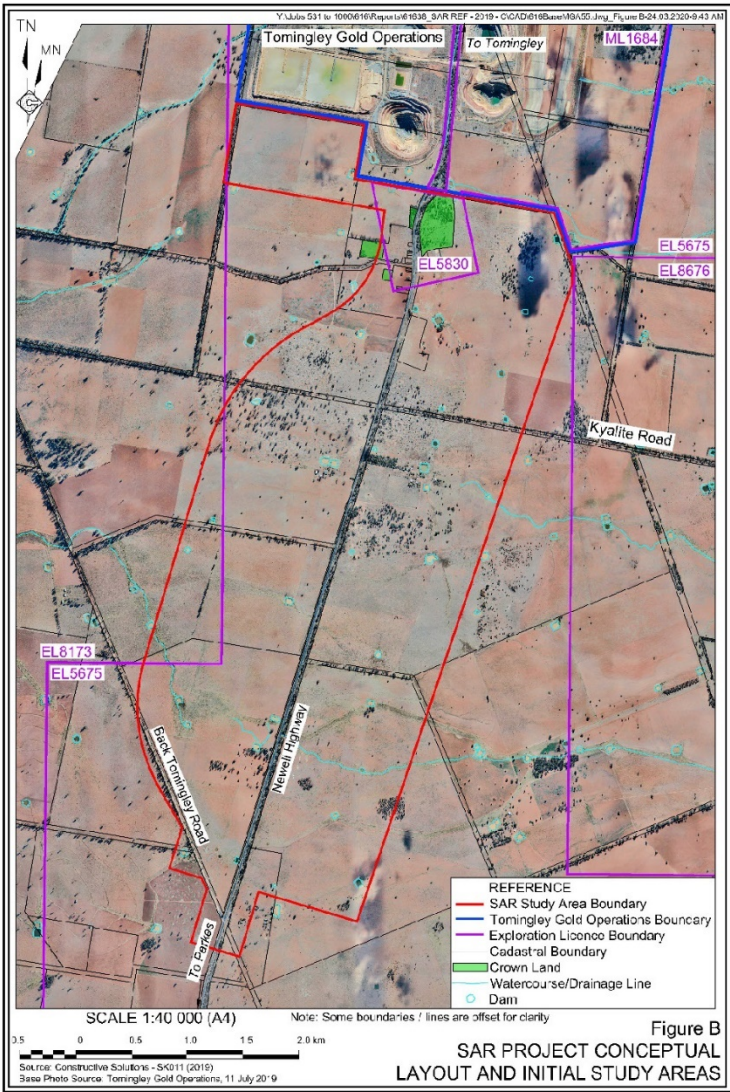 Y:\Jobs 531 to 1000\616\Reports\61638_SAR REF - 2019 - C\CAD\616BaseMGA55.dwg_Figure B-24.03.2020-9.43 AM
TN
MN
Tomingley Gold Operations
To Tomingley
ML1684
EL5675
EL8676
EL5830
Kyalite Road
EL8173
EL5675
Back Tomingley Road
Newell Highway
To Parkes
REFERENCE
SAR Study Area Boundary
Tomingley Gold Operations Boundary
Exploration Licence Boundary
Cadastral Boundary
Crown Land
Watercourse/Drainage Line
Dam
SCALE 1:40 000 (A4)
Note: Some boundaries / lines are offset for clarity
0.5 0 0.5 1.0 1.5 2.0 km
Source: Constructive Solutions - SK011 (2019)
Base Photo Source: Tomingley Gold Operations, 11 July 2019
Figure B
SAR PROJECT CONCEPTUAL
LAYOUT AND INITIAL STUDY AREAS